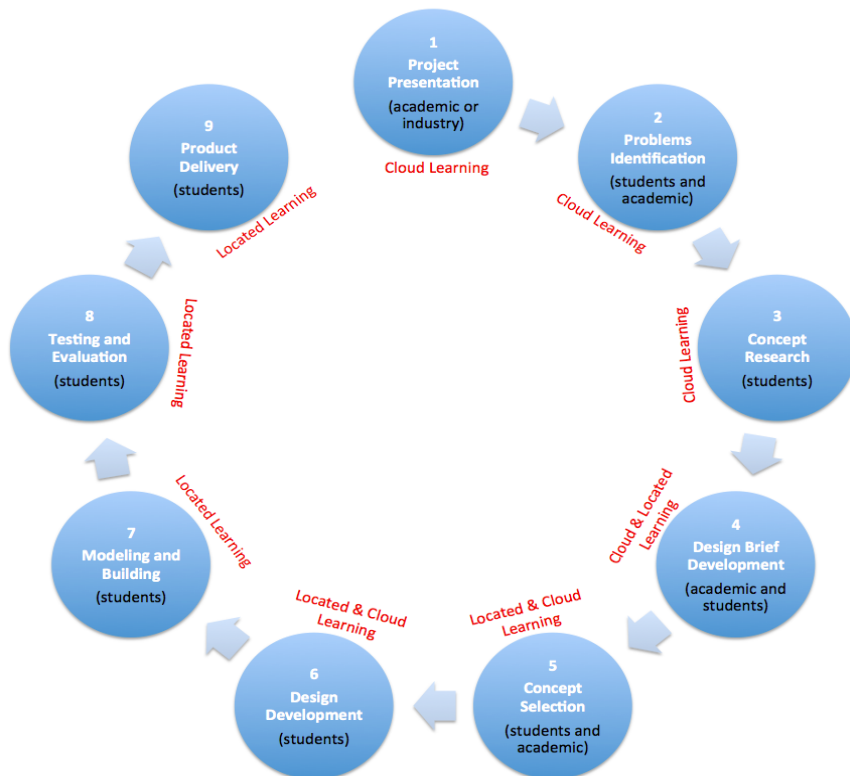 1
Project
Presentation
(academic or
industry)
Cloud Learning
2
Problems
Identification
(students and
academic)
Cloud Learning
3
Concept
Research
(students)
Cloud Learning
4
Design Brief
Development
(academic and
students)
Cloud & Located
Learning
5
Concept
Selection
(students and
academic)
Located & Cloud
Learning
6
Design
Development
(students)
Located & Cloud
Learning
7
Modeling and
Building
(students)
Located Learning
8
Testing and
Evaluation
(students)
Located Learning
9
Product
Delivery
(students)
Located Learning